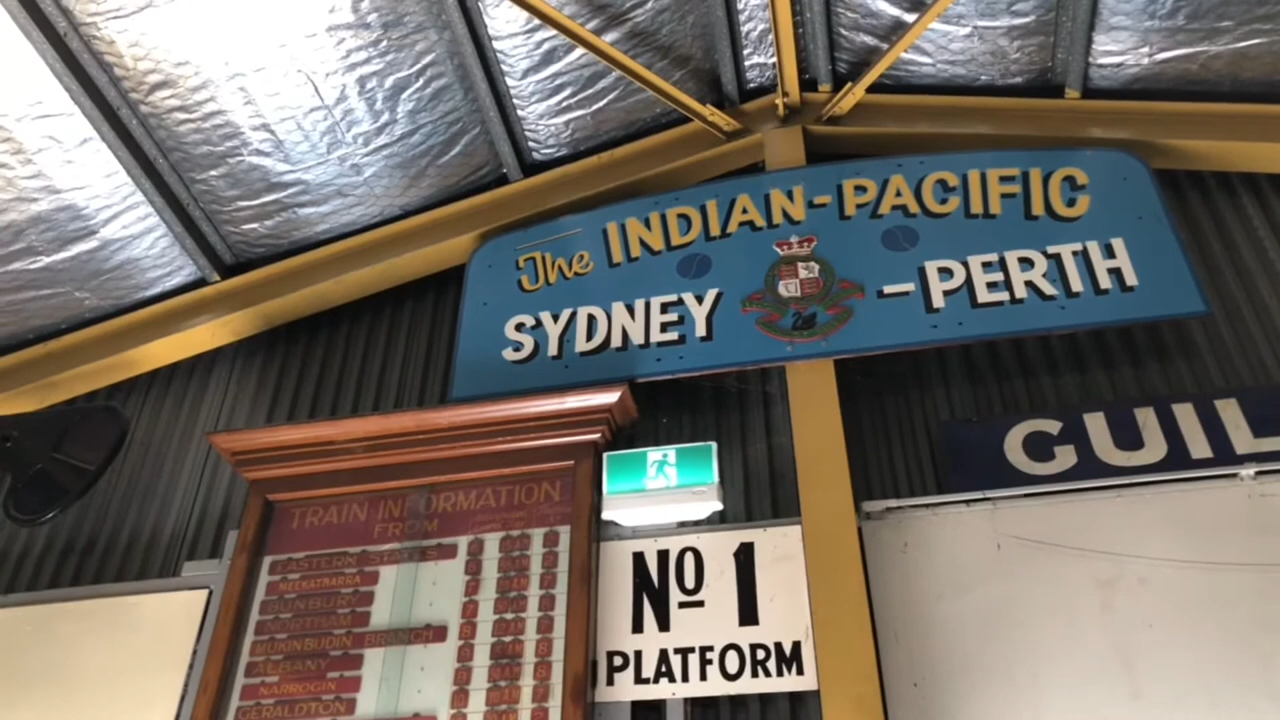 The INDIAN-PACIFIC
SYDNEY -PERTH
GUIL
TRAIN INFORMATION
FROM
EASTERN STATES
MEEKATHARRA
BUNBURY
NORTHAM
MUKINBUDIN BRANCH
ALBANY
NARROGIN
GERALDTON
No 1
PLATFORM